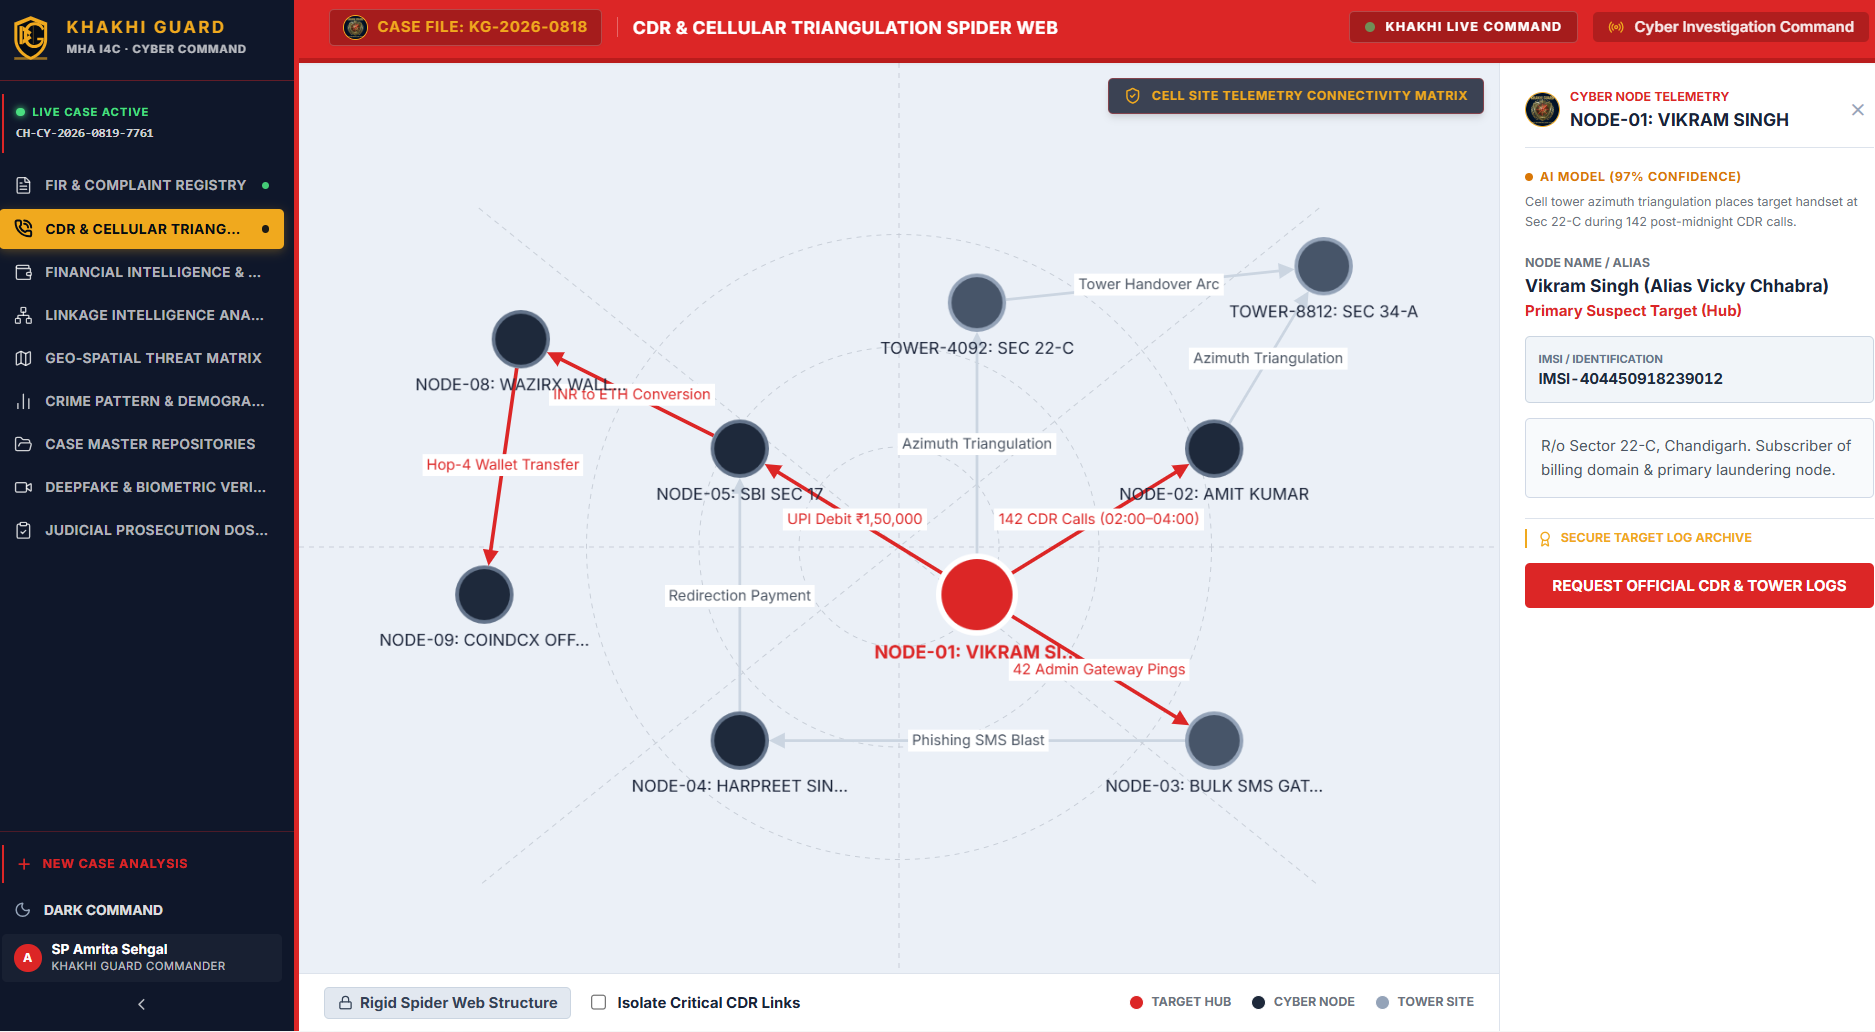 KHAKHI GUARD
MHA I4C · CYBER COMMAND
CASE FILE: KG-2026-0818
CDR & CELLULAR TRIANGULATION SPIDER WEB
KHAKHI LIVE COMMAND
Cyber Investigation Command
LIVE CASE ACTIVE
CH-CY-2026-0819-7761
FIR & COMPLAINT REGISTRY
CDR & CELLULAR TRIANG...
FINANCIAL INTELLIGENCE & ...
LINKAGE INTELLIGENCE ANA...
GEO-SPATIAL THREAT MATRIX
CRIME PATTERN & DEMOGRA...
CASE MASTER REPOSITORIES
DEEPFAKE & BIOMETRIC VERI...
JUDICIAL PROSECUTION DOS...
NEW CASE ANALYSIS
DARK COMMAND
A
SP Amrita Sehgal
KHAKHI GUARD COMMANDER
CELL SITE TELEMETRY CONNECTIVITY MATRIX
Tower Handover Arc
TOWER-8812: SEC 34-A
TOWER-4092: SEC 22-C
Azimuth Triangulation
NODE-08: WAZIRX WALL...
INR to ETH Conversion
Azimuth Triangulation
Hop-4 Wallet Transfer
NODE-05: SBI SEC 17
NODE-02: AMIT KUMAR
UPI Debit ₹1,50,000
142 CDR Calls (02:00–04:00)
Redirection Payment
NODE-09: COINDCX OFF...
NODE-01: VIKRAM SI...
42 Admin Gateway Pings
Phishing SMS Blast
NODE-04: HARPREET SIN...
NODE-03: BULK SMS GAT...
Rigid Spider Web Structure
Isolate Critical CDR Links
TARGET HUB
CYBER NODE
TOWER SITE
CYBER NODE TELEMETRY
NODE-01: VIKRAM SINGH
AI MODEL (97% CONFIDENCE)
Cell tower azimuth triangulation places target handset at
Sec 22-C during 142 post-midnight CDR calls.
NODE NAME / ALIAS
Vikram Singh (Alias Vicky Chhabra)
Primary Suspect Target (Hub)
IMSI / IDENTIFICATION
IMSI-404450918239012
R/o Sector 22-C, Chandigarh. Subscriber of
billing domain & primary laundering node.
SECURE TARGET LOG ARCHIVE
REQUEST OFFICIAL CDR & TOWER LOGS